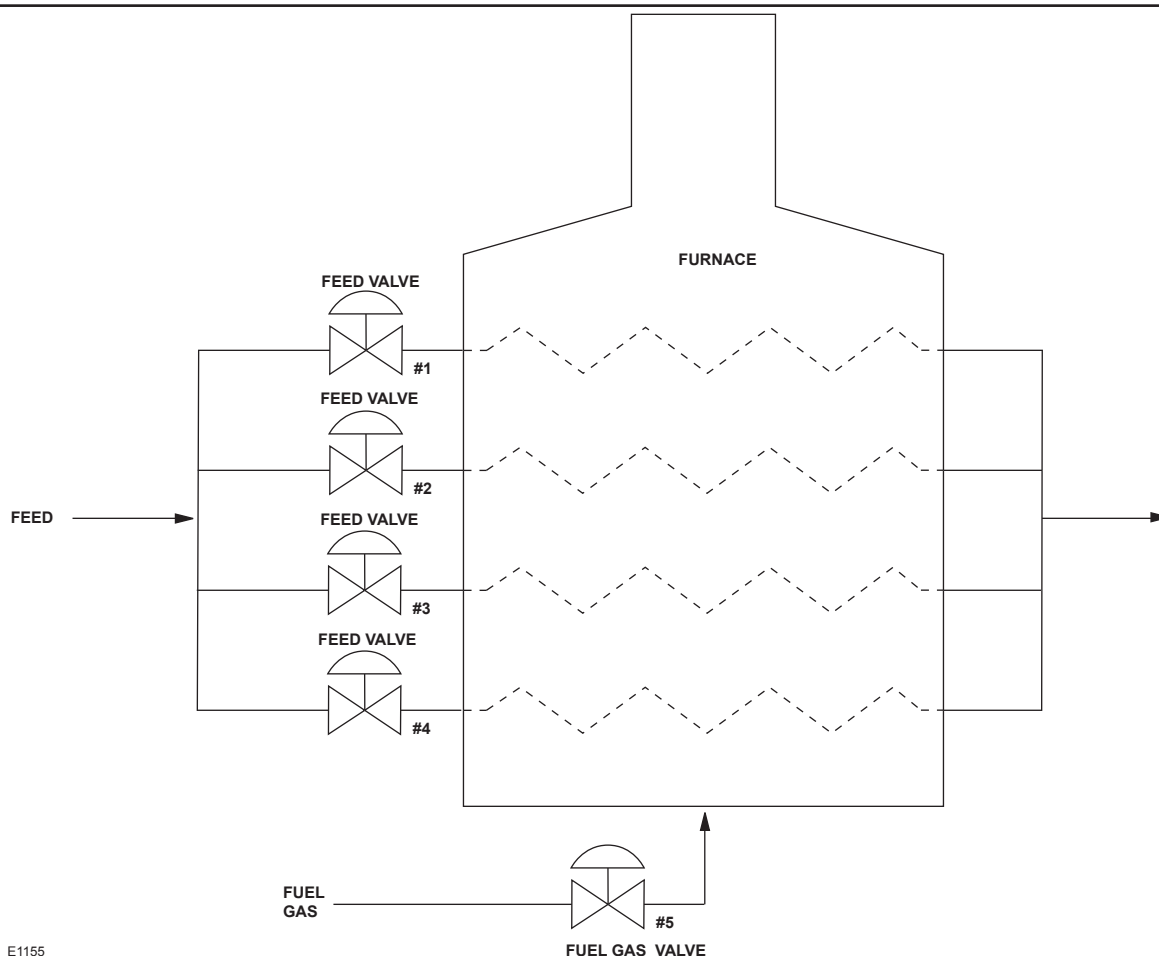 FURNACE
FEED VALVE
#1
FEED VALVE
#2
FEED
FEED VALVE
#3
FEED VALVE
#4
FUEL
GAS
#5
FUEL GAS VALVE
E1155